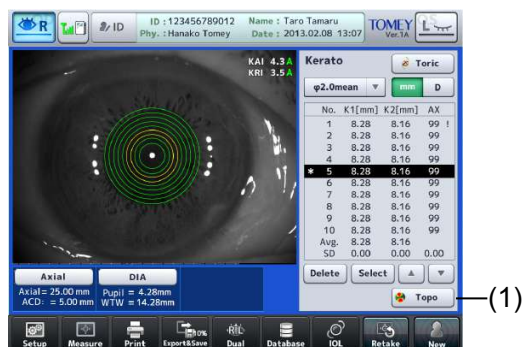 R
ID
ID : 123456789012 Name : Taro Tamaru
Phy. : Hanako Tomey Date : 2013.02.08 13:07
TOMEY
Ver.1A
L
KAI 4.3 A
KRI 3.5 A
Kerato
Toric
φ2.0mean ▼ mm D
No. K1[mm] K2[mm] AX
1 8.28 8.16 99 !
2 8.28 8.16 99
3 8.28 8.16 99
4 8.28 8.16 99
* 5 8.28 8.16 99
6 8.28 8.16 99
7 8.28 8.16 99
8 8.28 8.16 99
9 8.28 8.16 99
10 8.28 8.16 99
Avg. 8.28 8.16
SD 0.00 0.00 0.00
Delete Select ▲ ▼
Topo
(1)
Axial DIA
Axial= 25.00 mm Pupil = 4.28mm
ACD: = 5.00 mm WTW = 14.28mm
Setup Measure Print Export&Save Dual Database IOL Retake New
0%
R L